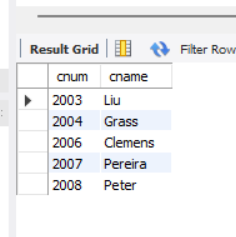 Result Grid Filter Row
cnum cname
2003 Liu
2004 Grass
2006 Clemens
2007 Pereira
2008 Peter